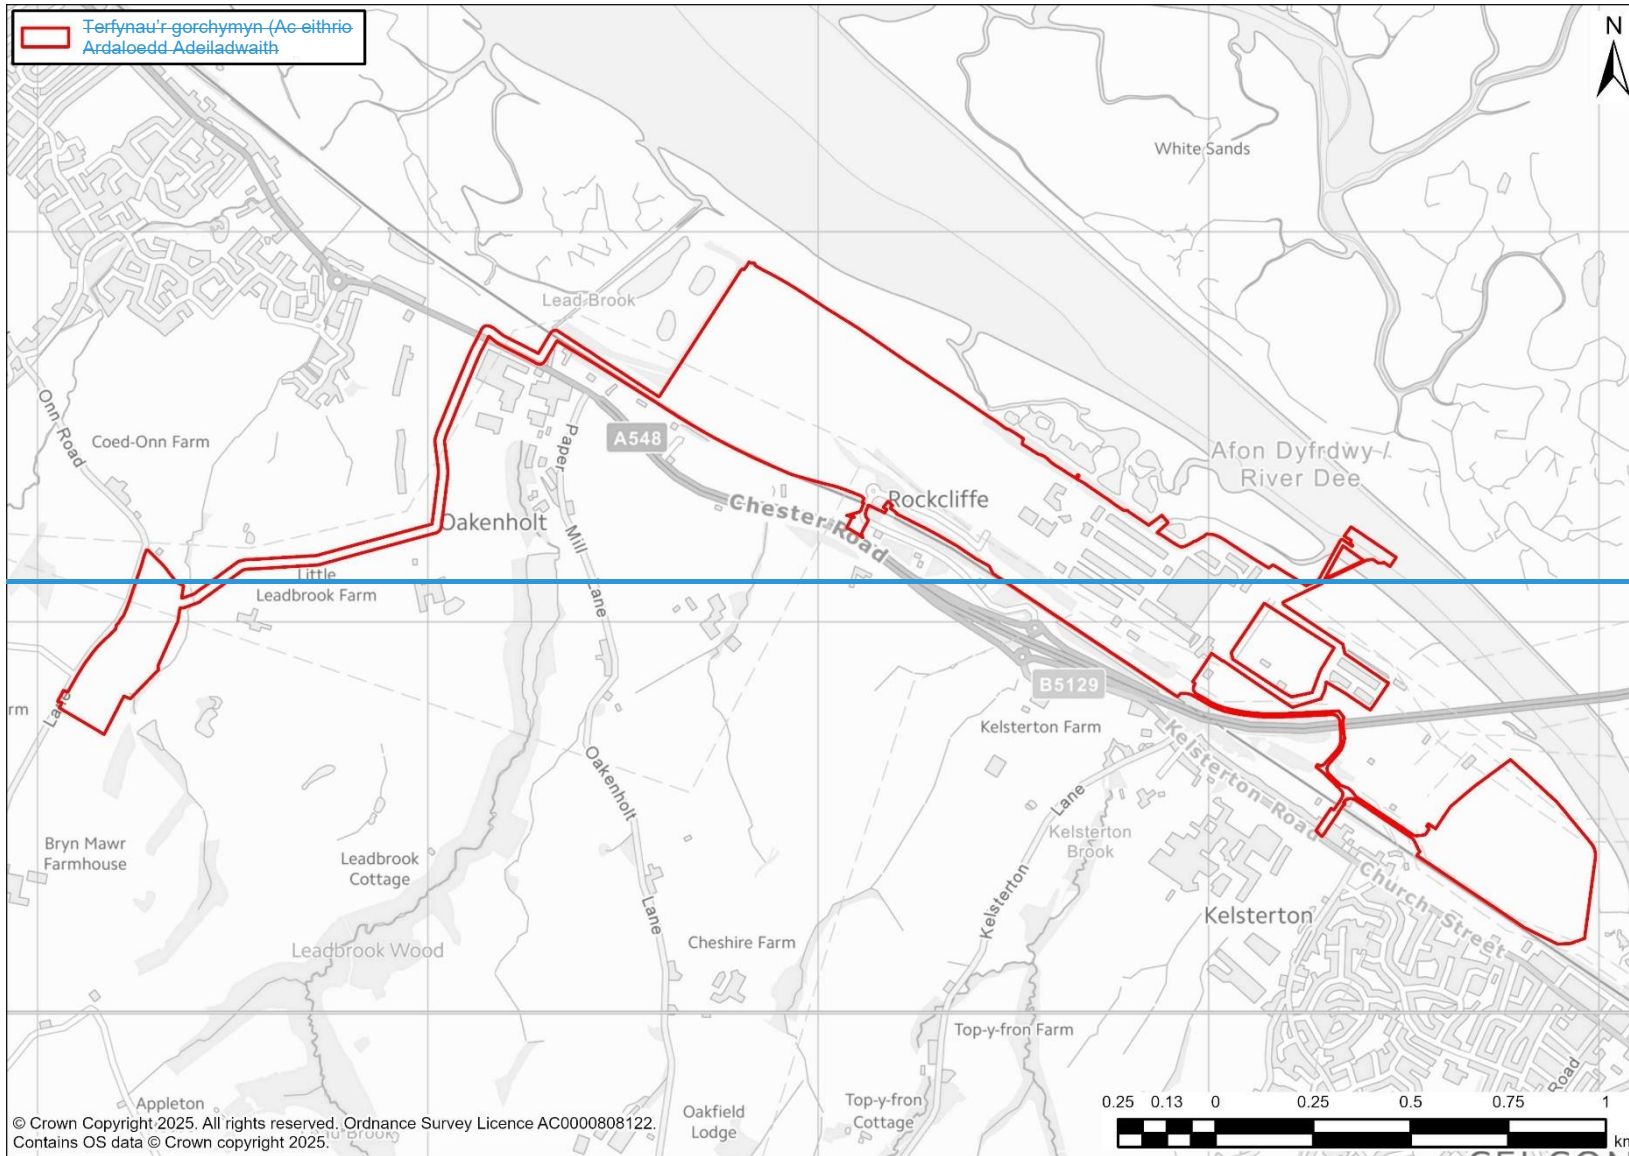 Terfynau'r gorchymyn (Ac eithrio
Ardaloedd Adeiladwaith
N
White Sands
Lead Brook
Onn Road
Coed-Onn Farm
A548
Paper Mill Lane
Afon Dyfrdwy /
River Dee
Rockcliffe
Chester Road
Oakenholt
Little
Leadbrook Farm
B5129
rm
Lane
Kelsterton Farm
Kelsterton Road
Oakenholt Lane
Kelsterton Lane
Kelsterton
Brook
Bryn Mawr
Farmhouse
Leadbrook
Cottage
Church Street
Kelsterton
Leadbrook Wood
Cheshire Farm
Top-y-fron Farm
Road
Appleton
Oakfield
Lodge
Top-y-fron
Cottage
0.25 0.13 0 0.25 0.5 0.75 1
km
© Crown Copyright 2025. All rights reserved. Ordnance Survey Licence AC0000808122.
Contains OS data © Crown copyright 2025.